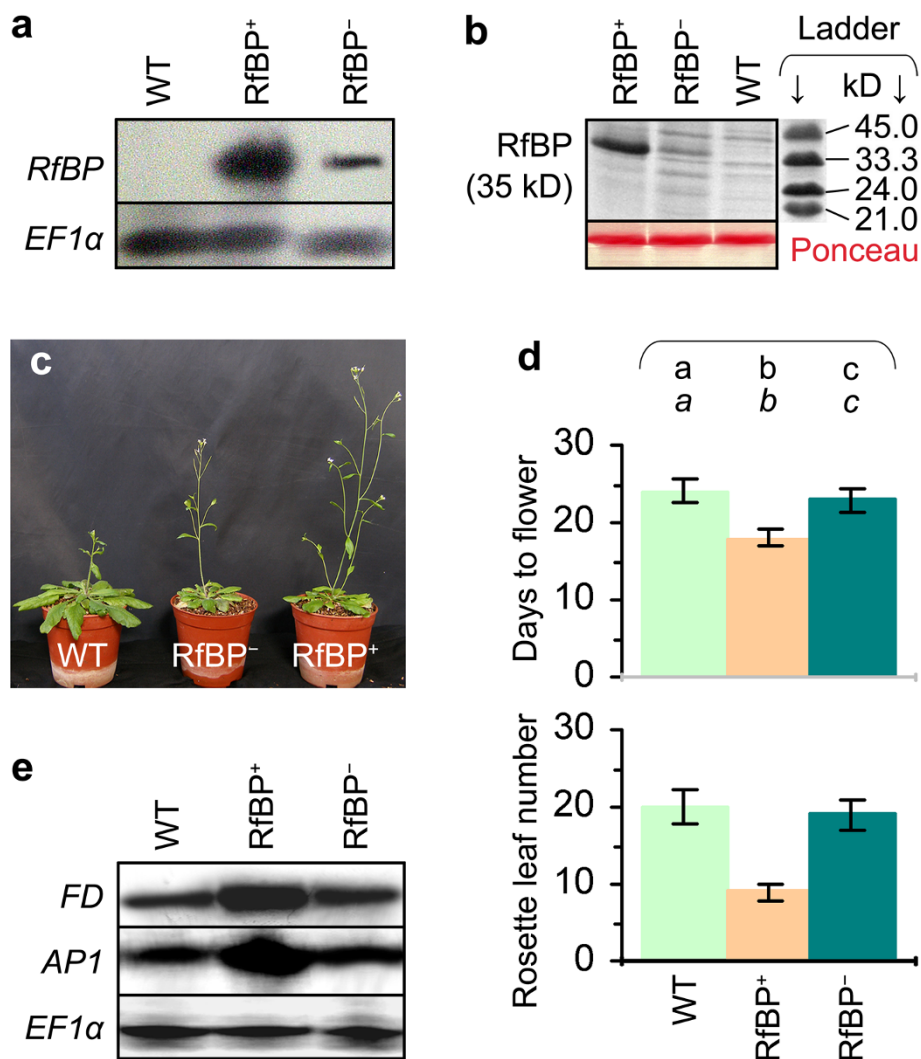 a
WT
RfBP⁺
RfBP⁻
RfBP
EF1α
b
RfBP⁺
RfBP⁻
WT
Ladder
↓ kD ↓
RfBP
(35 kD)
45.0
33.3
24.0
21.0
Ponceau
c
WT
RfBP⁻
RfBP⁺
d
a b c
a b c
Days to flower
30
20
10
0
Rosette leaf number
30
20
10
0
WT
RfBP⁺
RfBP⁻
e
WT
RfBP⁺
RfBP⁻
FD
AP1
EF1α